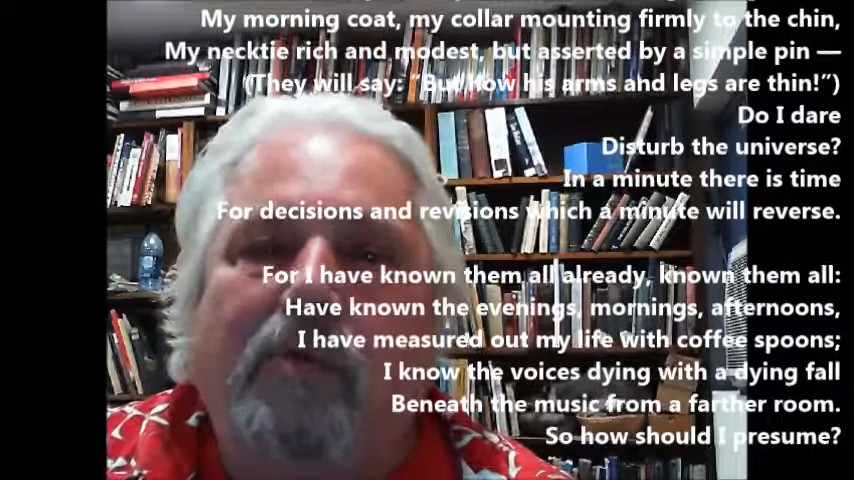 My morning coat, my collar mounting firmly to the chin,
My necktie rich and modest, but asserted by a simple pin —
(They will say: “But how his arms and legs are thin!”)
Do I dare
Disturb the universe?
In a minute there is time
For decisions and revisions which a minute will reverse.
For I have known them all already, known them all:
Have known the evenings, mornings, afternoons,
I have measured out my life with coffee spoons;
I know the voices dying with a dying fall
Beneath the music from a farther room.
So how should I presume?